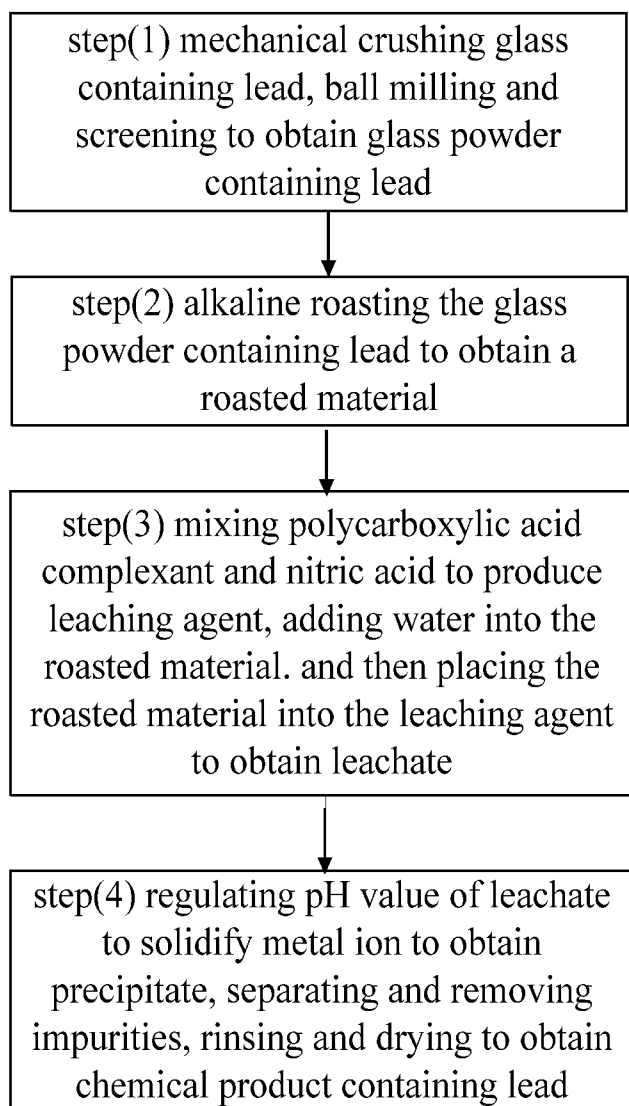 step(1) mechanical crushing glass
containing lead, ball milling and
screening to obtain glass powder
containing lead
step(2) alkaline roasting the glass
powder containing lead to obtain a
roasted material
step(3) mixing polycarboxylic acid
complexant and nitric acid to produce
leaching agent, adding water into the
roasted material. and then placing the
roasted material into the leaching agent
to obtain leachate
step(4) regulating pH value of leachate
to solidify metal ion to obtain
precipitate, separating and removing
impurities, rinsing and drying to obtain
chemical product containing lead